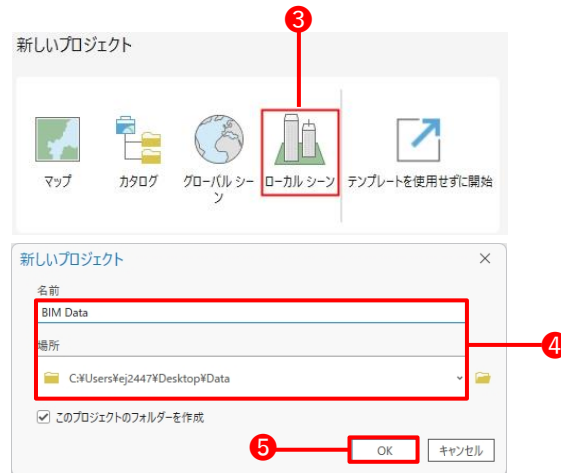 ❸
新しいプロジェクト
マップ
カタログ
グローバル シー
ン
ローカル シーン
テンプレートを使用せずに開始
新しいプロジェクト
名前
BIM Data
場所
C:¥Users¥ej2447¥Desktop¥Data
❹
このプロジェクトのフォルダーを作成
❺
OK
キャンセル